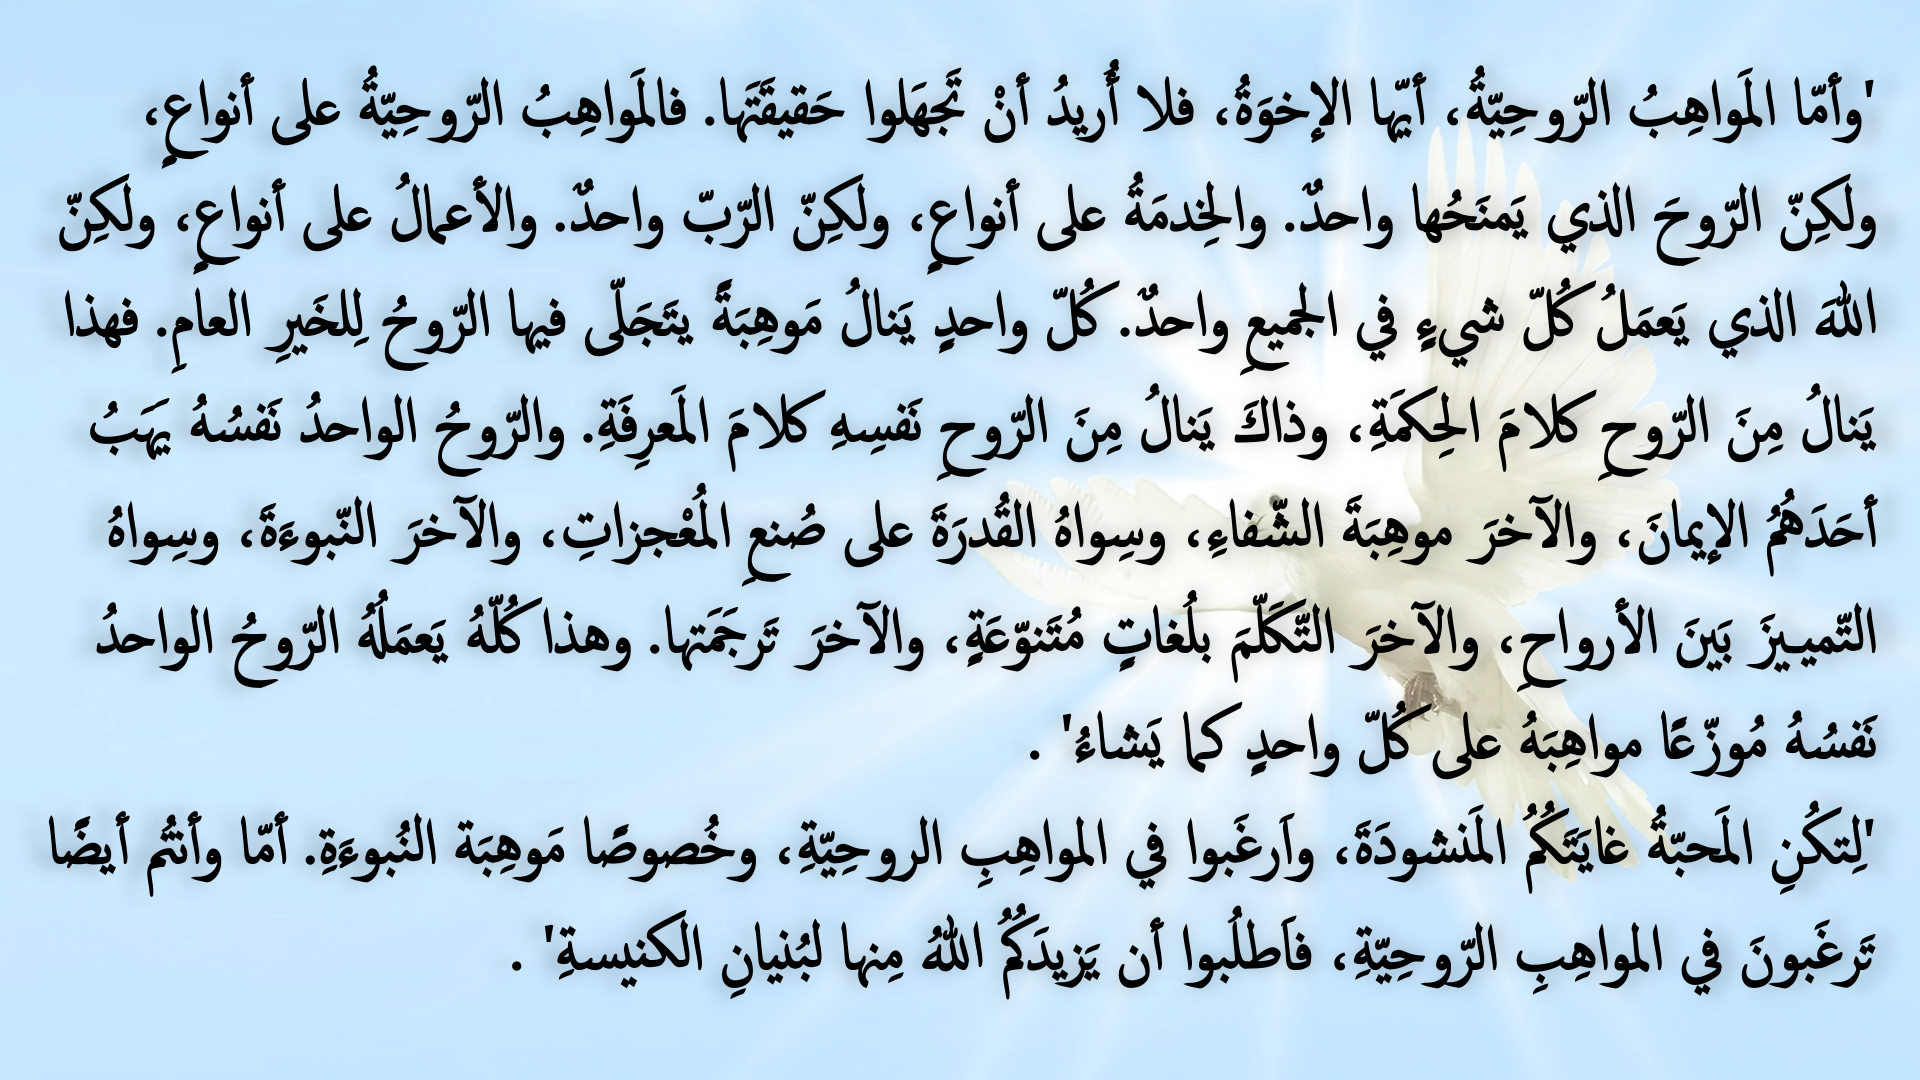 'وأمّا المَواهِبُ الرّوحِيّةُ، أيّها الإخوَةُ، فلا أُريدُ أنْ تَجهَلوا حَقيقَتَها. فالمَواهِبُ الرّوحِيّةُ على أنواعٍ،
ولكِنّ الرّوحَ الذي يَمنَحُها واحدٌ. والخِدمَةُ على أنواعٍ، ولكِنّ الرّبّ واحدٌ. والأعمالُ على أنواعٍ، ولكِنّ
اللهَ الذي يَعمَلُ كُلّ شيءٍ في الجميعِ واحدٌ. كُلّ واحدٍ يَنالُ مَوهِبَةً يتَجَلّى فيها الرّوحُ لِلخَيرِ العامِ. فهذا
يَنالُ مِنَ الرّوحِ كلامَ الحِكمَةِ، وذاكَ يَنالُ مِنَ الرّوحِ نَفسِهِ كلامَ المَعرِفَةِ. والرّوحُ الواحدُ نَفسُهُ يَهَبُ
أحَدَهُمُ الإيمانَ، والآخرَ موهِبَةَ الشّفاءِ، وسِواهُ القُدرَةَ على صُنعِ المُعْجزاتِ، والآخرَ النّبوءَةَ، وسِواهُ
التّميـيزَ بَينَ الأرواحِ، والآخرَ التّكَلّمَ بلُغاتٍ مُتَنوّعَةٍ، والآخرَ تَرجَمَتها. وهذا كُلّهُ يَعمَلُهُ الرّوحُ الواحدُ
نَفسُهُ مُوزّعًا مواهِبَهُ على كُلّ واحدٍ كما يَشاءُ' .
'لِتكُنِ المَحبّةُ غايَتَكُمُ المَنشودَةَ، واَرغَبوا في المواهِبِ الروحِيّةِ، وخُصوصًا مَوهِبَة النُبوءَةِ. أمّا وأنتُم أيضًا
تَرغَبونَ في المواهِبِ الرّوحِيّةِ، فاَطلُبوا أن يَزيدَكُمُ اللهُ مِنها لبُنيانِ الكنيسةِ' .